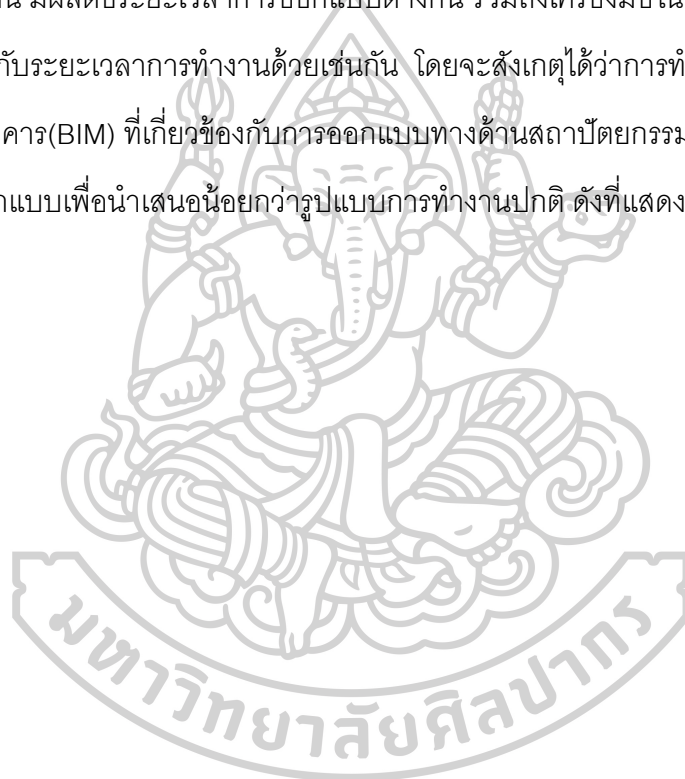 มีผลต่อระยะเวลาการออกแบบต่างกัน รวมถึงเครื่องมือใน
กับระยะเวลาการทำงานด้วยเช่นกัน โดยจะสังเกตุได้ว่าการทำ
คาร(BIM) ที่เกี่ยวข้องกับการออกแบบทางด้านสถาปัตยกรรม
แบบเพื่อนำเสนอน้อยกว่ารูปแบบการทำงานปกติ ดังที่แสดง
มหาวิทยาลัยศิลปากร